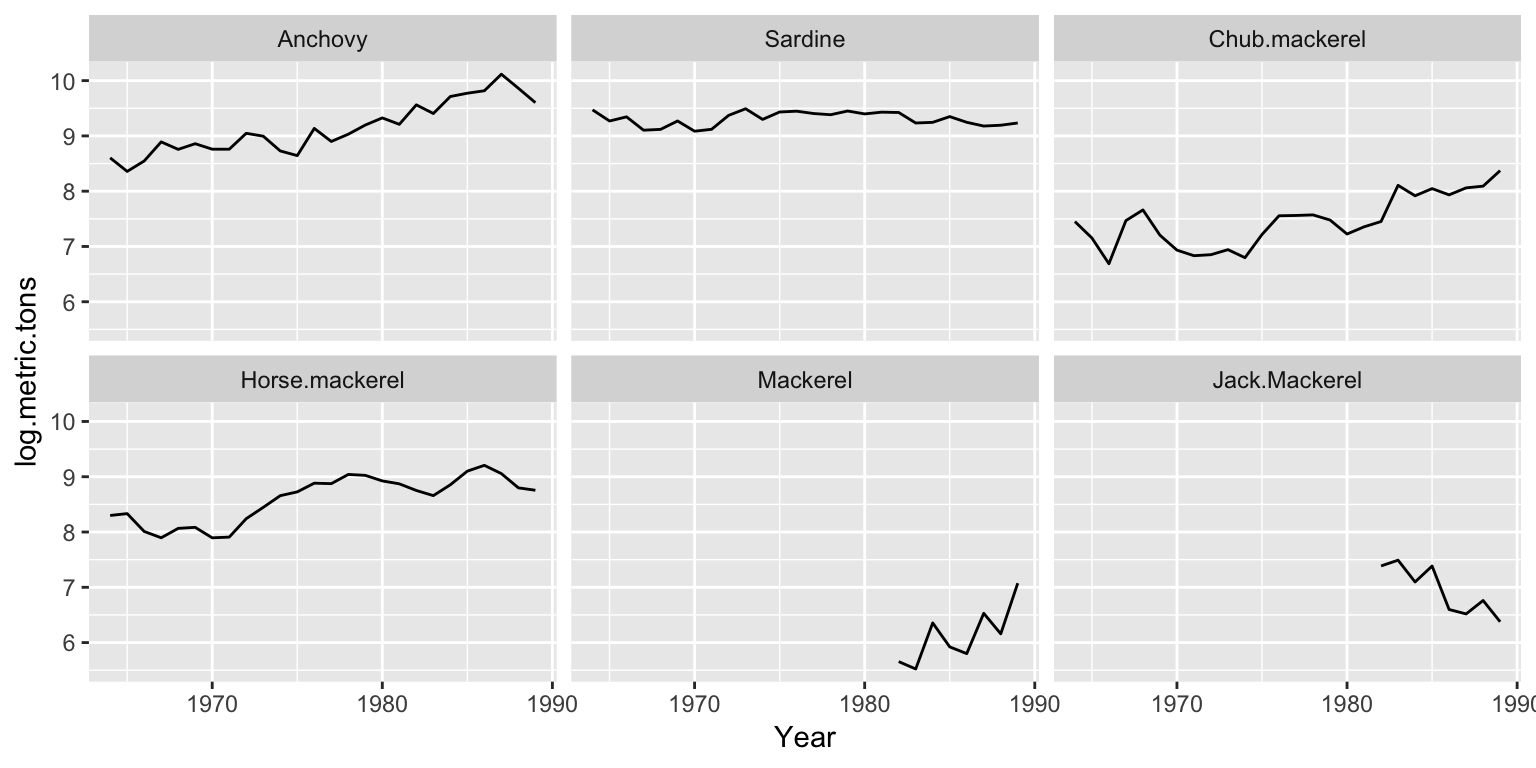 Anchovy Sardine Chub.mackerel
10
9
8
7
6
Horse.mackerel Mackerel Jack.Mackerel
10
9
8
7
6
log.metric.tons
1970 1980 1990 1970 1980 1990 1970 1980 1990
Year